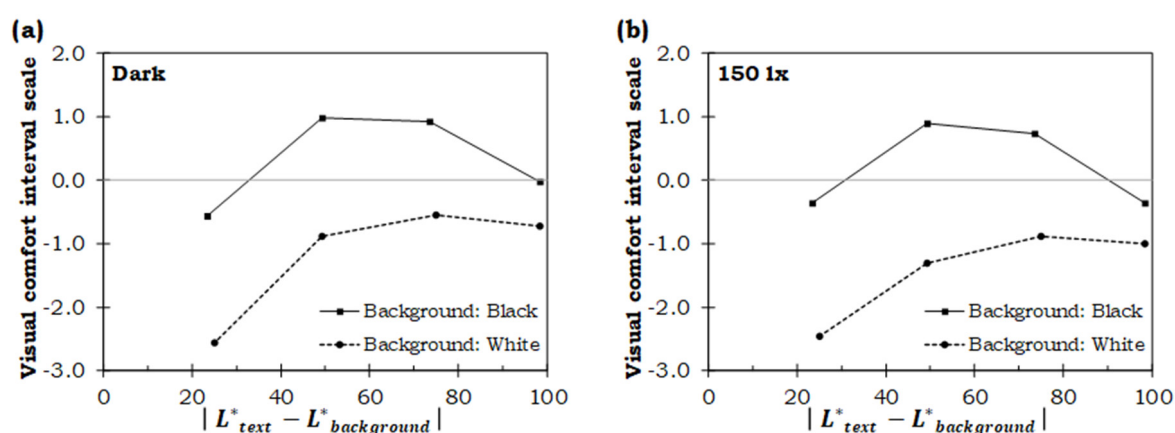 (a)
Visual comfort interval scale
2.0
1.0
0.0
-1.0
-2.0
-3.0
Dark
Background: Black
Background: White
0 20 40 60 80 100
| L*text − L*background |
(b)
Visual comfort interval scale
2.0
1.0
0.0
-1.0
-2.0
-3.0
150 lx
Background: Black
Background: White
0 20 40 60 80 100
| L*text − L*background |